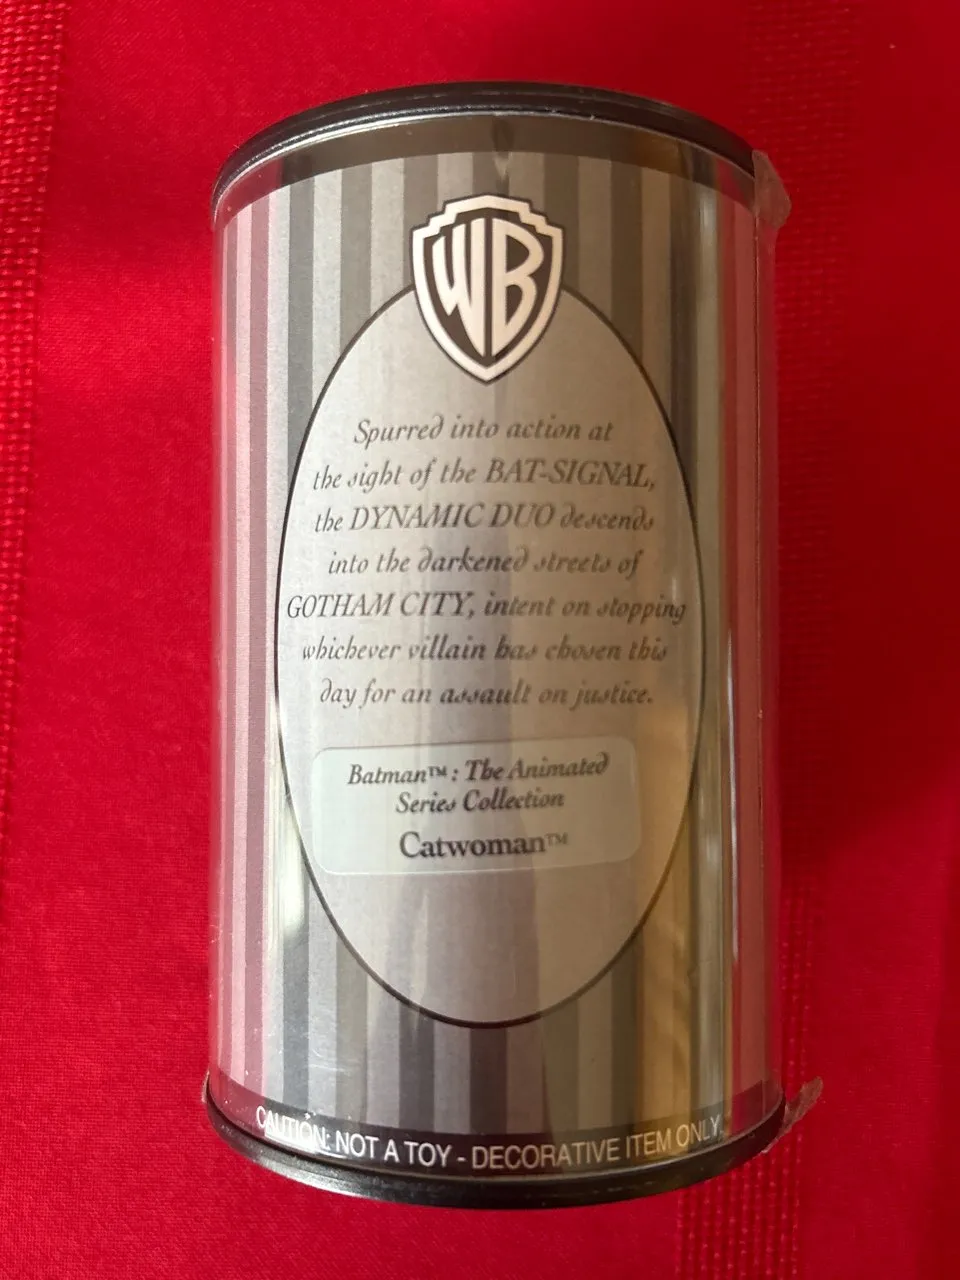 WB
Spurred into action at
the sight of the BAT-SIGNAL,
the DYNAMIC DUO descends
into the darkened streets of
GOTHAM CITY, intent on stopping
whichever villain has chosen this
day for an assault on justice.
Batman™: The Animated
Series Collection
Catwoman™
CAUTION: NOT A TOY - DECORATIVE ITEM ONLY.